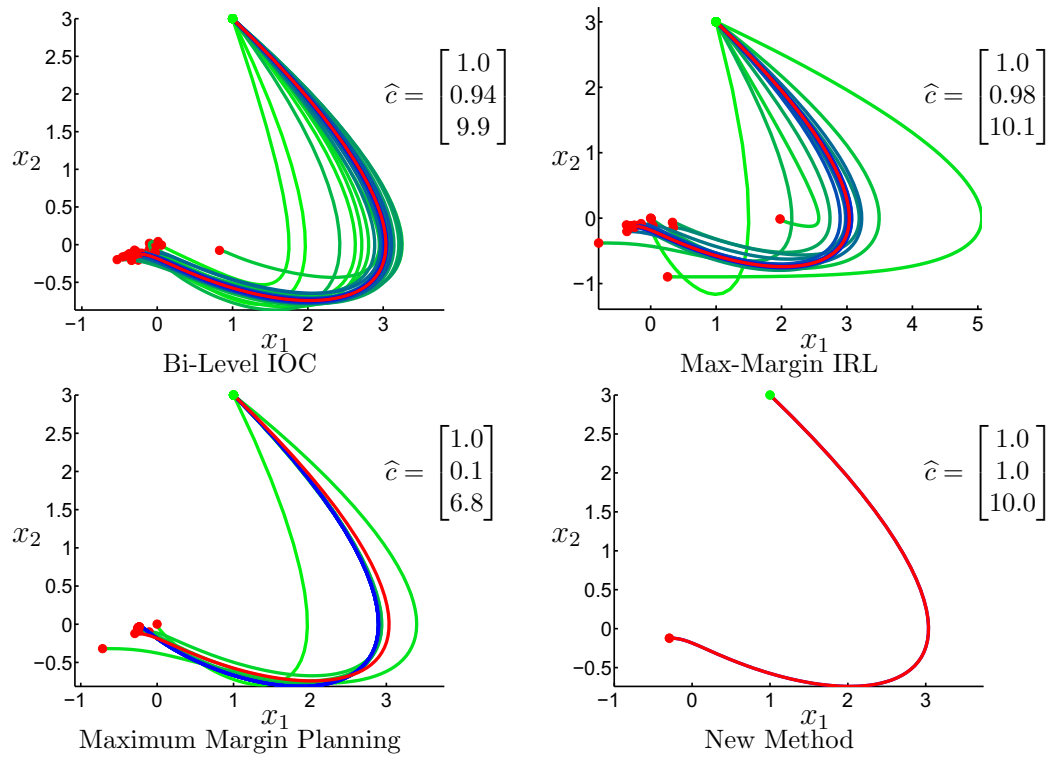 3
2.5
2
1.5
1
0.5
0
−0.5
−1 0 1 2 3
x₂
x₁
ĉ = [1.0 0.94 9.9]
Bi-Level IOC
3
2
1
0
−1
0 1 2 3 4 5
x₂
x₁
ĉ = [1.0 0.98 10.1]
Max-Margin IRL
3
2.5
2
1.5
1
0.5
0
−0.5
−1 0 1 2 3
x₂
x₁
ĉ = [1.0 0.1 6.8]
Maximum Margin Planning
3
2.5
2
1.5
1
0.5
0
−0.5
−1 0 1 2 3
x₂
x₁
ĉ = [1.0 1.0 10.0]
New Method